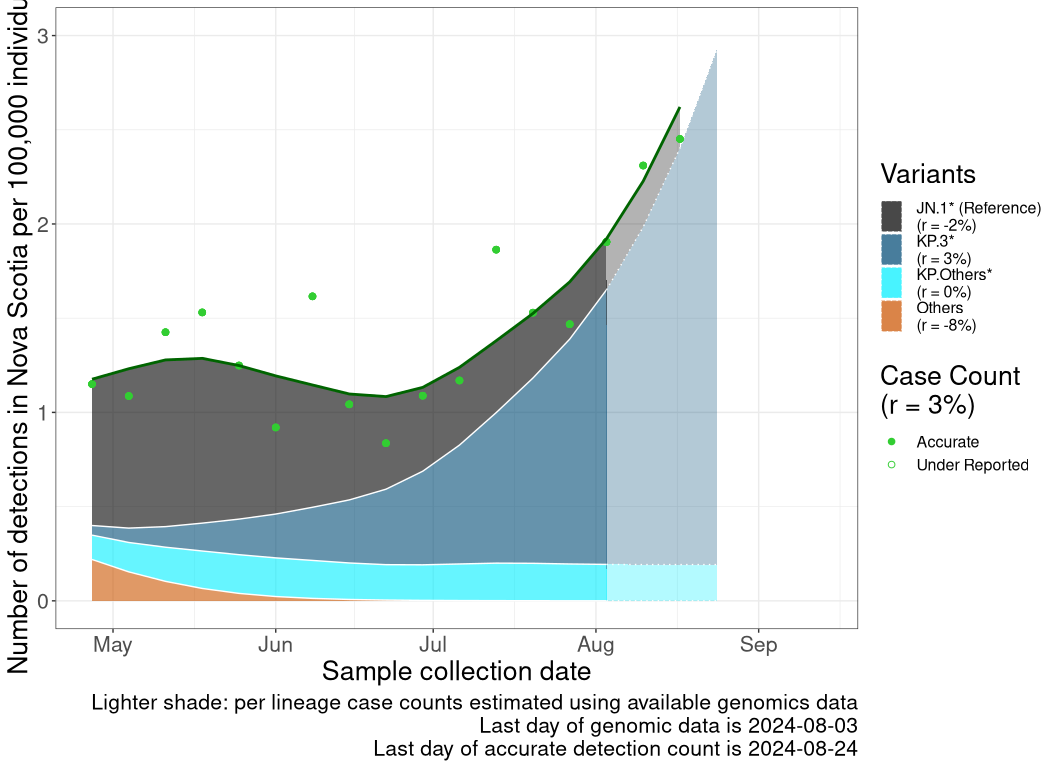 Number of detections in Nova Scotia per 100,000
3
2
1
0
May
Jun
Jul
Aug
Sep
Sample collection date
Lighter shade: per lineage case counts estimated using available genomics data
Last day of genomic data is 2024-08-03
Last day of accurate detection count is 2024-08-24
Variants
JN.1* (Reference)
(r = -2%)
KP.3*
(r = 3%)
KP.Others*
(r = 0%)
Others
(r = -8%)
Case Count
(r = 3%)
Accurate
Under Reported